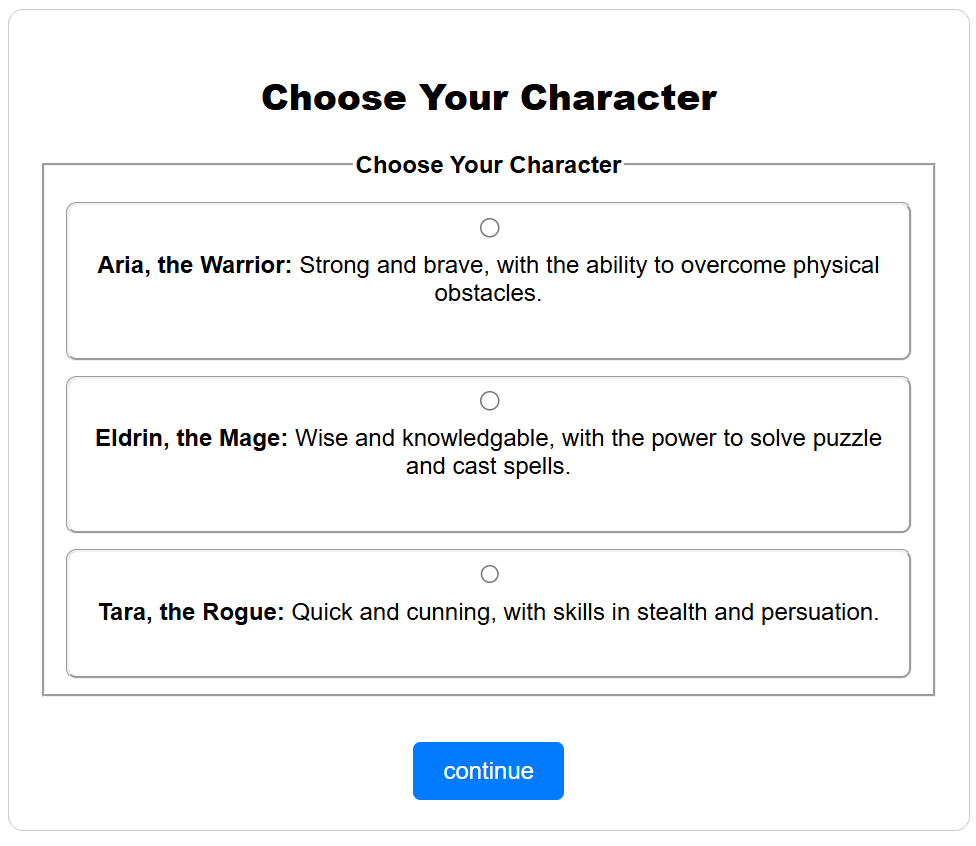 Choose Your Character
Choose Your Character
Aria, the Warrior: Strong and brave, with the ability to overcome physical
obstacles.
Eldrin, the Mage: Wise and knowledgable, with the power to solve puzzle
and cast spells.
Tara, the Rogue: Quick and cunning, with skills in stealth and persuation.
continue